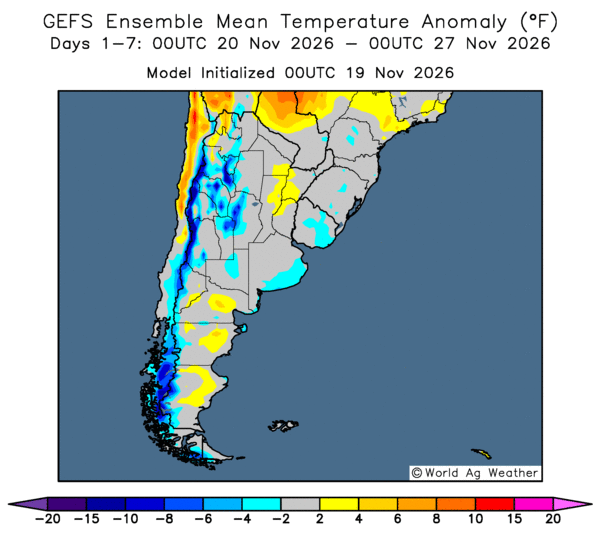 GEFS Ensemble Mean Temperature Anomaly (°F)
Days 1-7: 00UTC 20 Nov 2026 - 00UTC 27 Nov 2026
Model Initialized 00UTC 19 Nov 2026
© World Ag Weather
-20 -15 -10 -8 -6 -4 -2 2 4 6 8 10 15 20